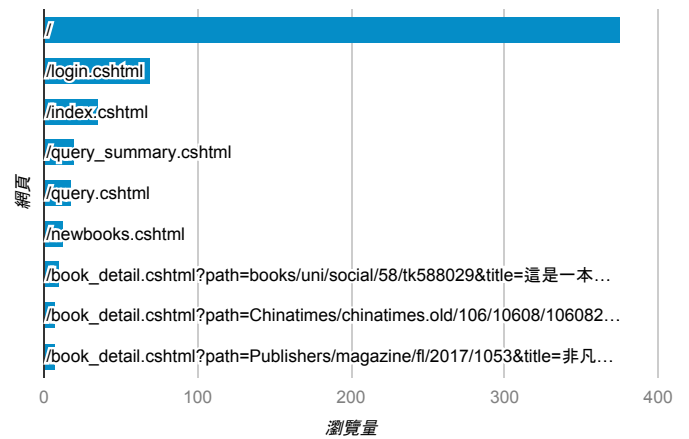 /
/login.cshtml
/index.cshtml
/query_summary.cshtml
/query.cshtml
/newbooks.cshtml
/book_detail.cshtml?path=books/uni/social/58/tk588029&title=這是一本…
/book_detail.cshtml?path=Chinatimes/chinatimes.old/106/10608/106082…
/book_detail.cshtml?path=Publishers/magazine/fl/2017/1053&title=非凡…
網頁
0 100 200 300 400
瀏覽量